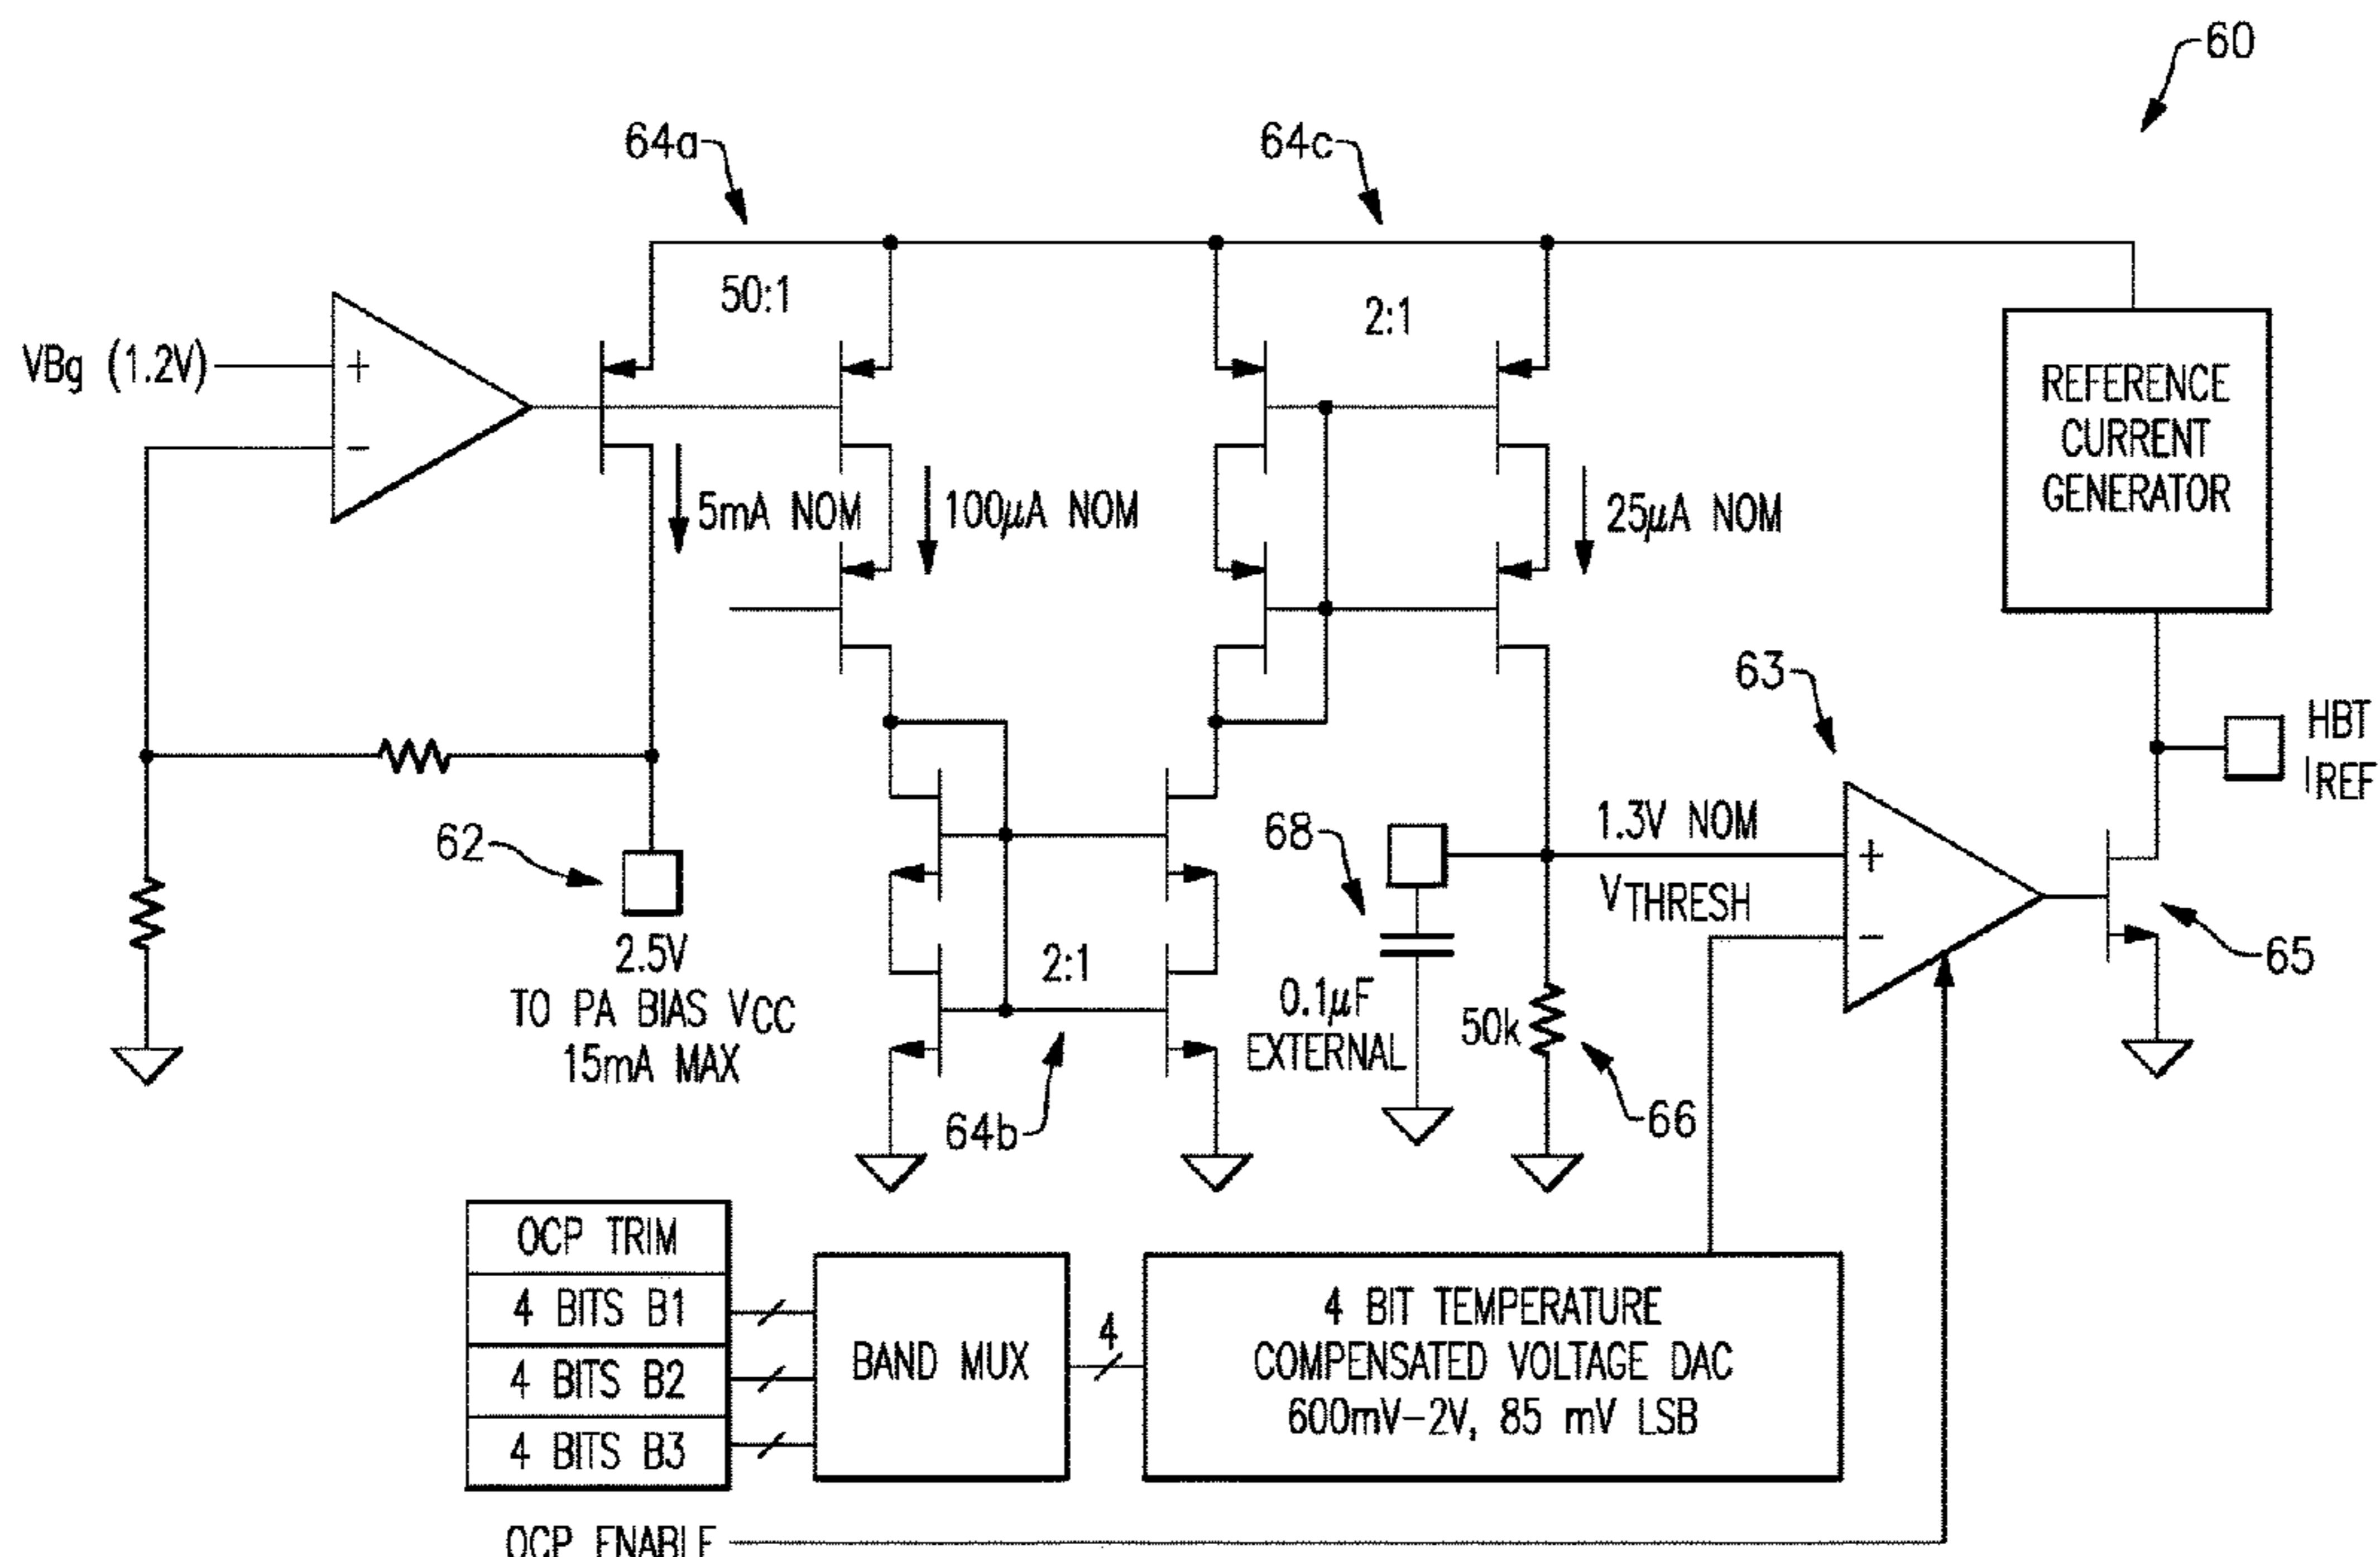 60
64a
64c
50:1
2:1
VBg (1.2V)
+
−
REFERENCE
CURRENT
GENERATOR
5mA NOM
100µA NOM
25µA NOM
63
HBT
IREF
62
68
1.3V NOM
+
VTHRESH
−
2.5V
TO PA BIAS VCC
15mA MAX
2:1
0.1µF
EXTERNAL
50k
65
64b
66
OCP TRIM
4 BITS B1
4 BITS B2
4 BITS B3
BAND MUX
4
4 BIT TEMPERATURE
COMPENSATED VOLTAGE DAC
600mV−2V, 85 mV LSB
OCP ENABLE